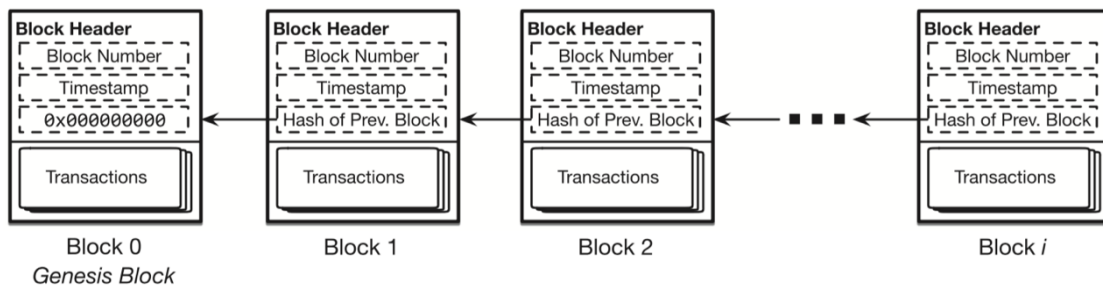 Block Header
Block Number
Timestamp
0x000000000
Transactions
Block 0
Genesis Block
Block Header
Block Number
Timestamp
Hash of Prev. Block
Transactions
Block 1
Block Header
Block Number
Timestamp
Hash of Prev. Block
Transactions
Block 2
Block Header
Block Number
Timestamp
Hash of Prev. Block
Transactions
Block i